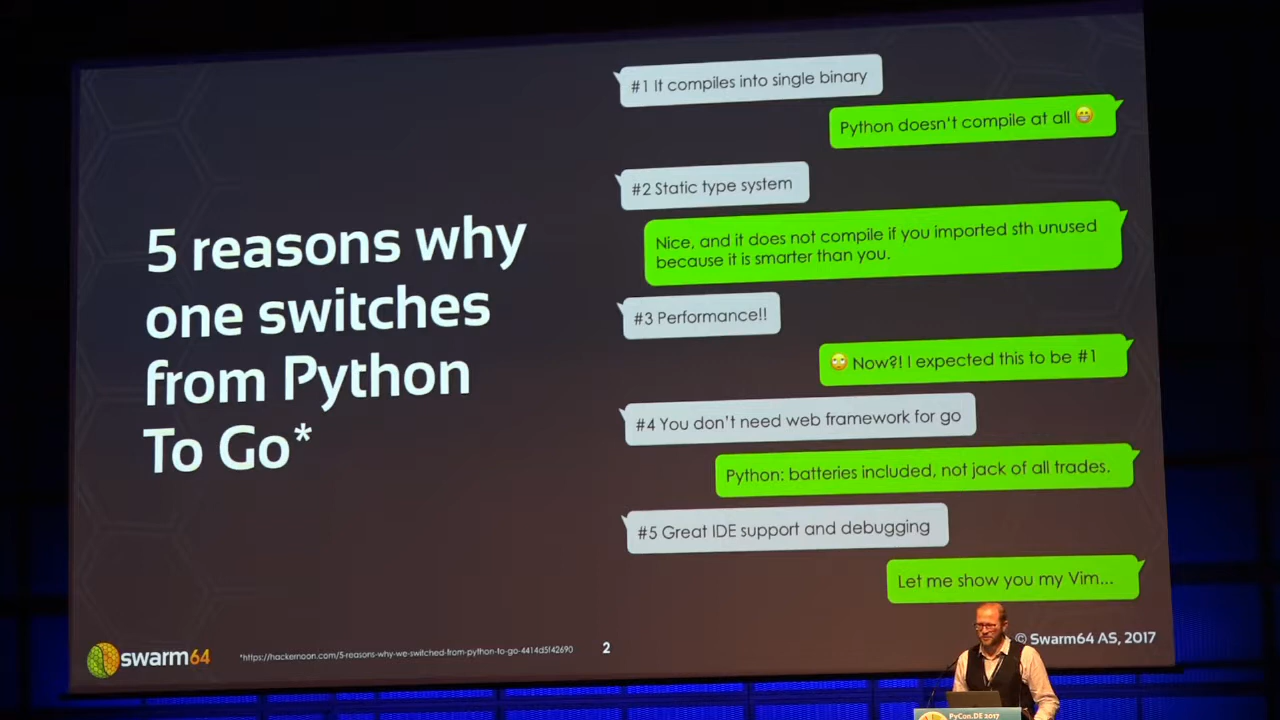 5 reasons why
one switches
from Python
To Go*
#1 It compiles into single binary
Python doesn't compile at all 😁
#2 Static type system
Nice, and it does not compile if you imported sth unused
because it is smarter than you.
#3 Performance!!
🙄 Now?! I expected this to be #1
#4 You don't need web framework for go
Python: batteries included, not jack of all trades.
#5 Great IDE support and debugging
Let me show you my Vim...
swarm64
*https://hackernoon.com/5-reasons-why-we-switched-from-python-to-go-4414d5f42690
2
© Swarm64 AS, 2017
PyCon.DE 2017